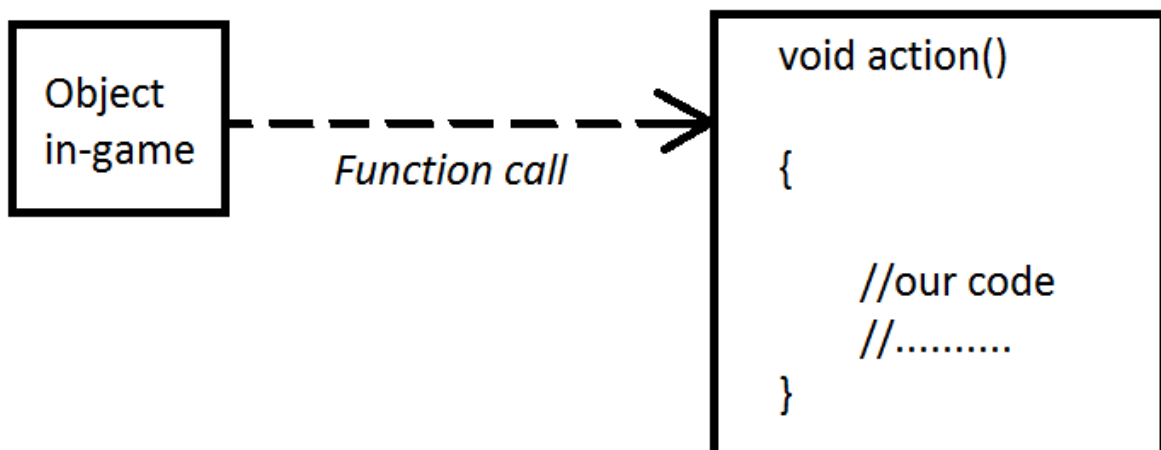 Object
in-game
Function call
void action()
{
//our code
//..........
}